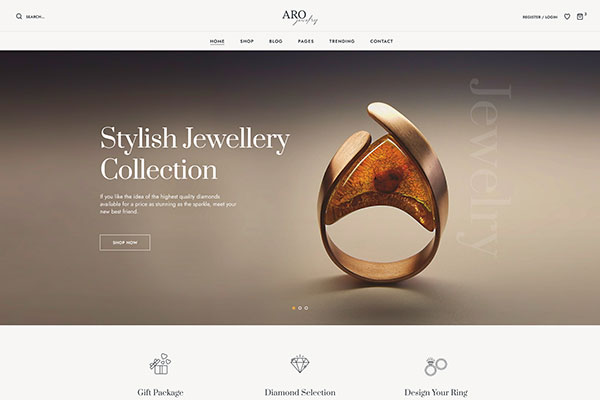 SEARCH...
ARO
jewelry
REGISTER / LOGIN
HOME SHOP BLOG PAGES TRENDING CONTACT
Jewelry
Stylish Jewellery
Collection
If you like the idea of the highest quality diamonds
available for a price as stunning as the sparkle, meet your
new best friend.
SHOP NOW
Gift Package
Diamond Selection
Design Your Ring